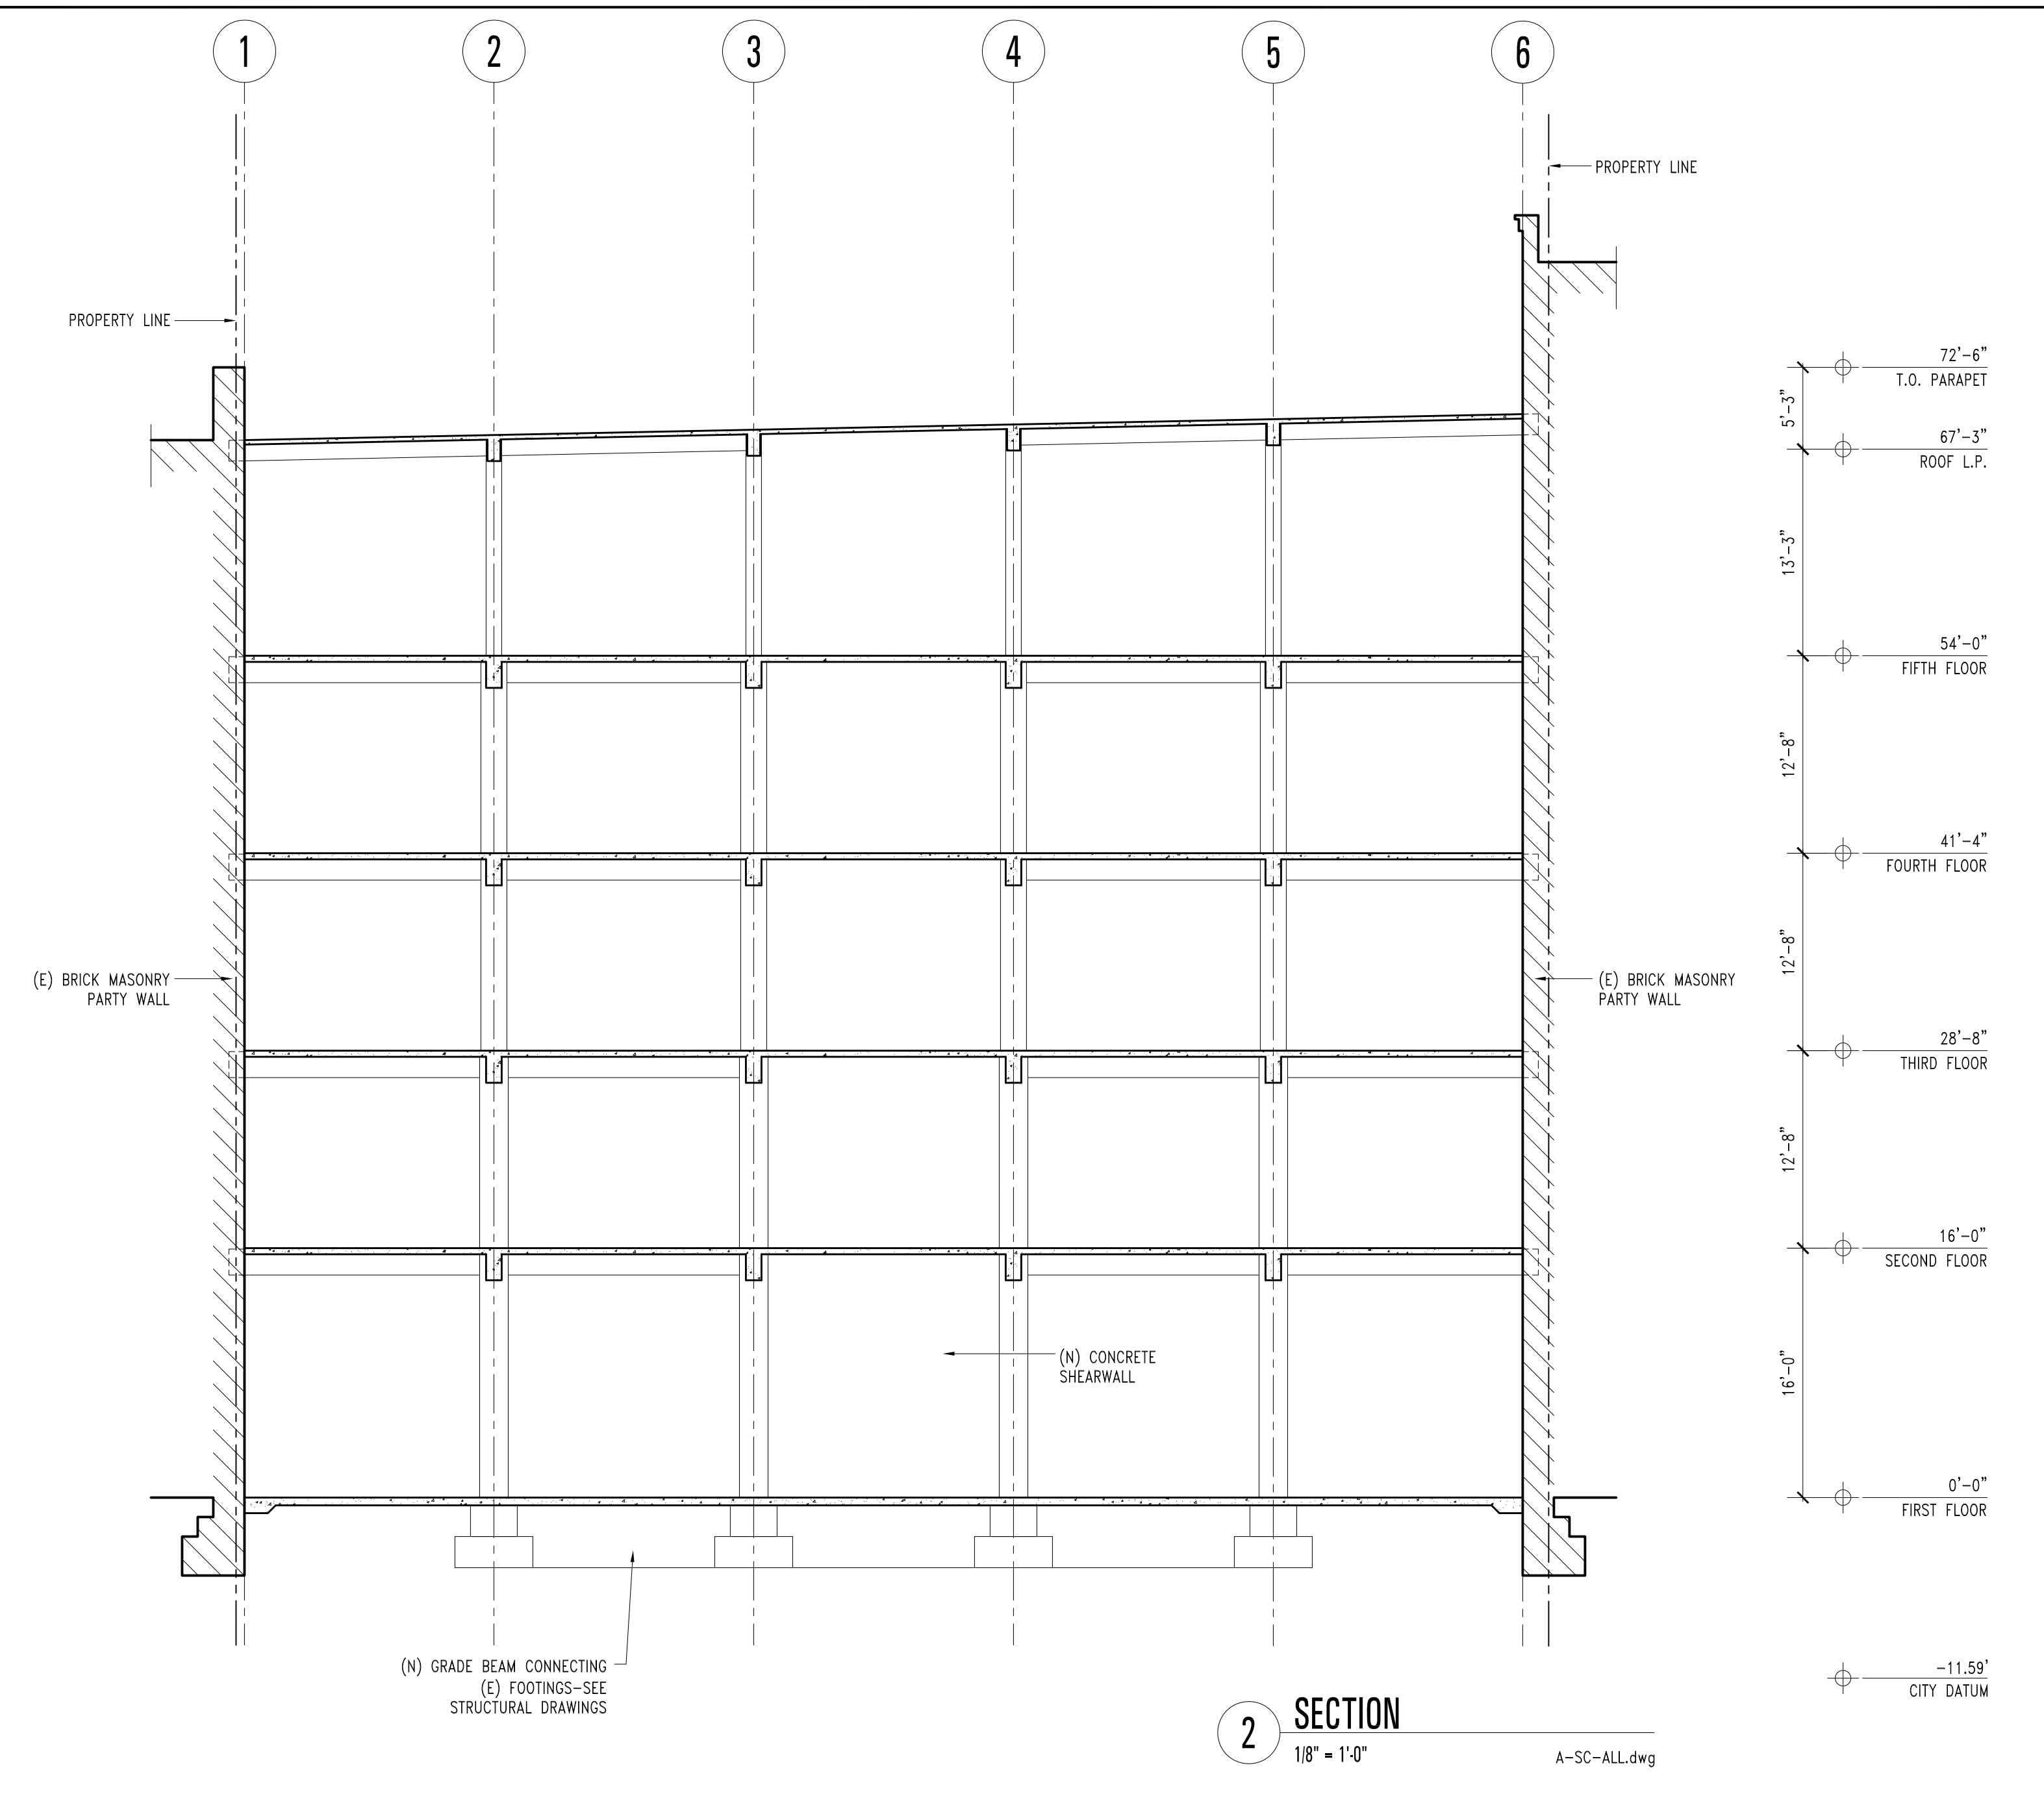 1 2 3 4 5 6
PROPERTY LINE
PROPERTY LINE
72'-6"
T.O. PARAPET
5'-3"
67'-3"
ROOF L.P.
13'-3"
54'-0"
FIFTH FLOOR
12'-8"
41'-4"
FOURTH FLOOR
12'-8"
(E) BRICK MASONRY
PARTY WALL
(E) BRICK MASONRY
PARTY WALL
28'-8"
THIRD FLOOR
12'-8"
16'-0"
SECOND FLOOR
16'-0"
(N) CONCRETE
SHEARWALL
0'-0"
FIRST FLOOR
(N) GRADE BEAM CONNECTING
(E) FOOTINGS-SEE
STRUCTURAL DRAWINGS
-11.59'
CITY DATUM
2 SECTION
1/8" = 1'-0"
A-SC-ALL.dwg